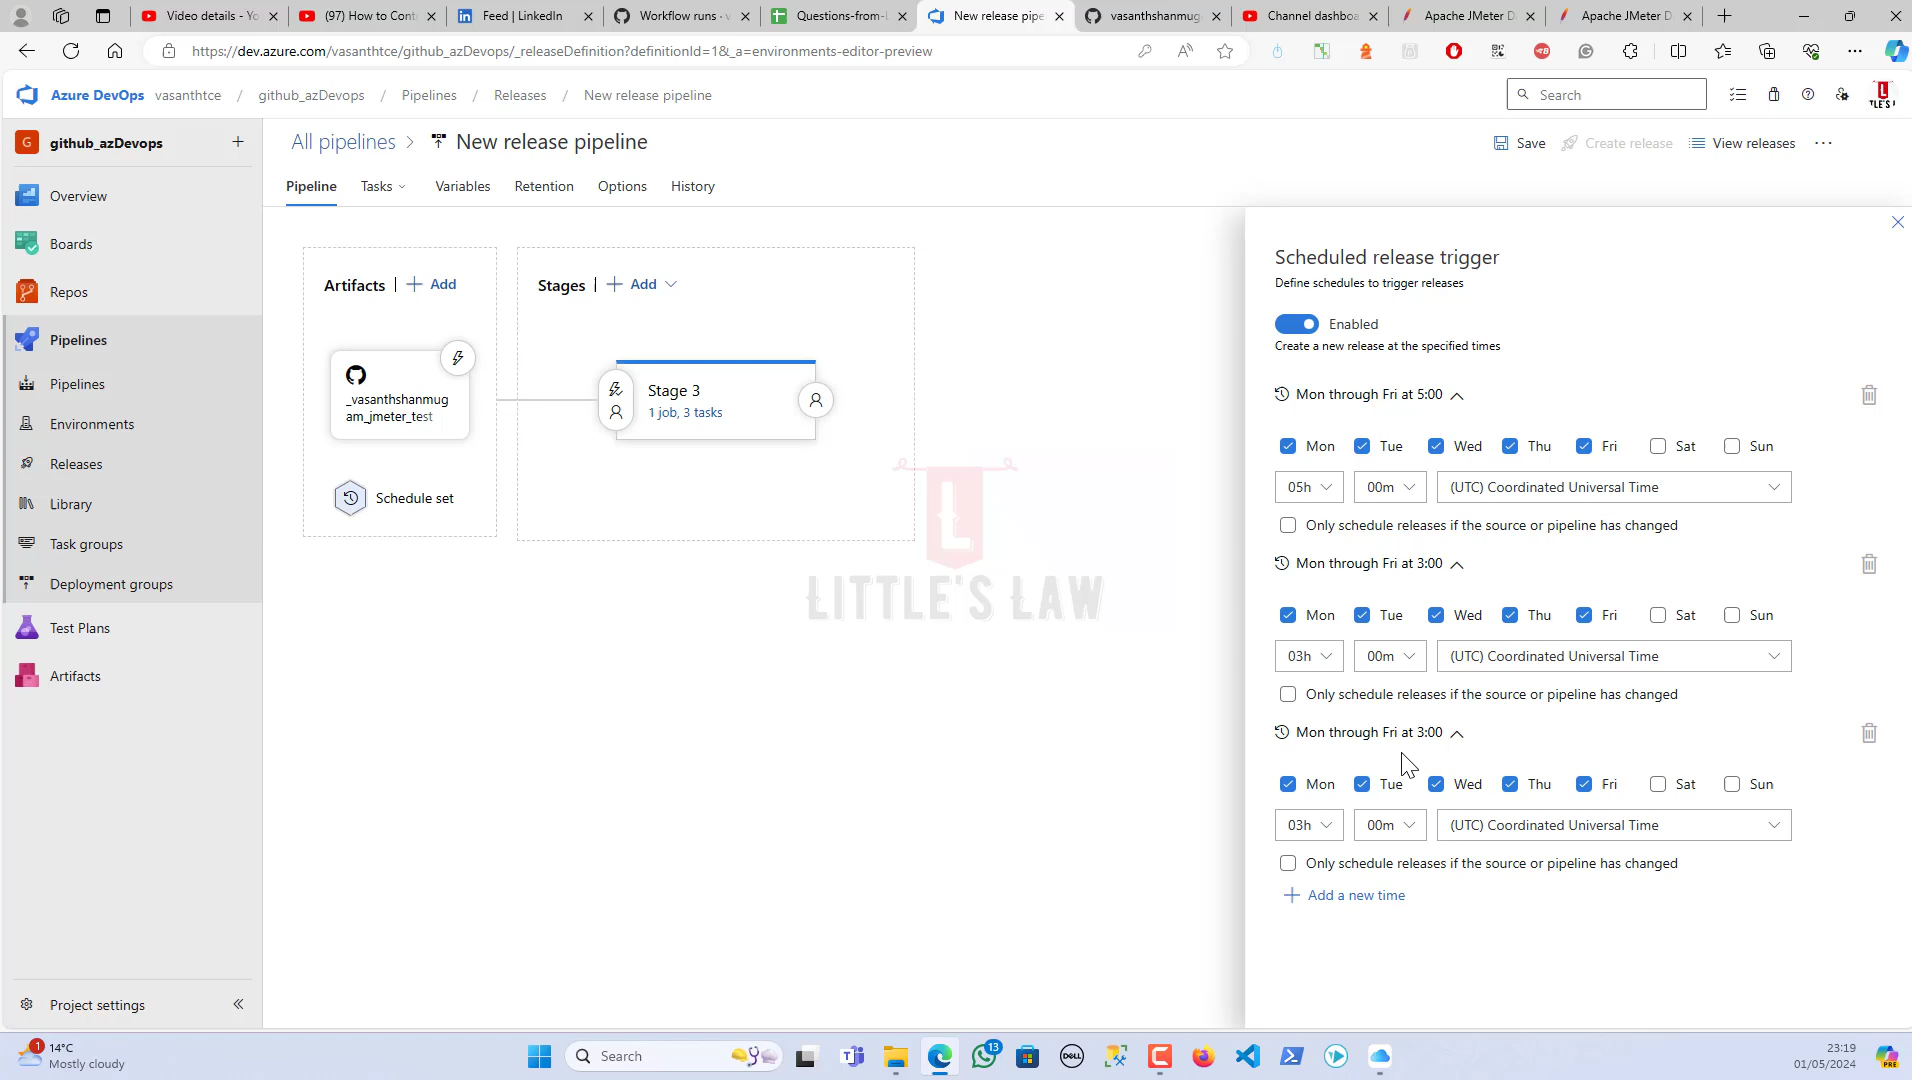 Video details - Yo
(97) How to Cont
Feed | LinkedIn
Workflow runs - v
Questions-from-L
New release pipe
vasanthshanmug
Channel dashboa
Apache JMeter D
Apache JMeter D
https://dev.azure.com/vasanthtce/github_azDevops/_releaseDefinition?definitionId=1&_a=environments-editor-preview
Azure DevOps vasanthtce / github_azDevops / Pipelines / Releases / New release pipeline
Search
LITTLE'S L
G github_azDevops
Overview
Boards
Repos
Pipelines
Pipelines
Environments
Releases
Library
Task groups
Deployment groups
Test Plans
Artifacts
Project settings
All pipelines > New release pipeline
Save Create release View releases
Pipeline Tasks Variables Retention Options History
Artifacts | Add
_vasanthshanmug
am_jmeter_test
Schedule set
Stages | Add
Stage 3
1 job, 3 tasks
L
LITTLE'S LAW
Scheduled release trigger
Define schedules to trigger releases
Enabled
Create a new release at the specified times
Mon through Fri at 5:00
Mon Tue Wed Thu Fri Sat Sun
05h 00m (UTC) Coordinated Universal Time
Only schedule releases if the source or pipeline has changed
Mon through Fri at 3:00
Mon Tue Wed Thu Fri Sat Sun
03h 00m (UTC) Coordinated Universal Time
Only schedule releases if the source or pipeline has changed
Mon through Fri at 3:00
Mon Tue Wed Thu Fri Sat Sun
03h 00m (UTC) Coordinated Universal Time
Only schedule releases if the source or pipeline has changed
Add a new time
1
14°C
Mostly cloudy
Search
13
DELL
23:19
01/05/2024
PRE